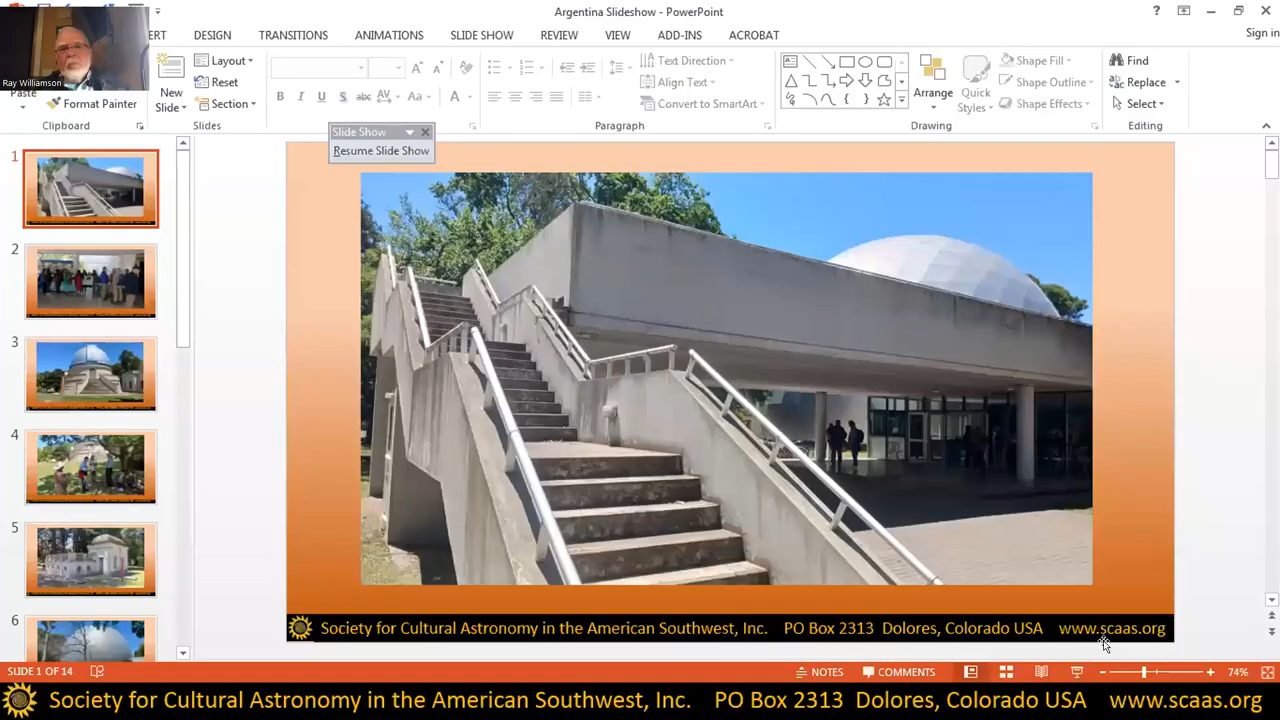 Argentina Slideshow - PowerPoint
Sign in
ERT DESIGN TRANSITIONS ANIMATIONS SLIDE SHOW REVIEW VIEW ADD-INS ACROBAT
Ray Williamson
Paste
Format Painter
Clipboard
New
Slide
Layout
Reset
Section
Slides
B I U S abc AV Aa A
Text Direction
Align Text
Convert to SmartArt
Paragraph
Arrange
Quick
Styles
Shape Fill
Shape Outline
Shape Effects
Drawing
Find
Replace
Select
Editing
Slide Show
Resume Slide Show
1
2
3
4
5
6
Society for Cultural Astronomy in the American Southwest, Inc. PO Box 2313 Dolores, Colorado USA www.scaas.org
SLIDE 1 OF 14
NOTES
COMMENTS
74%
Society for Cultural Astronomy in the American Southwest, Inc. PO Box 2313 Dolores, Colorado USA www.scaas.org